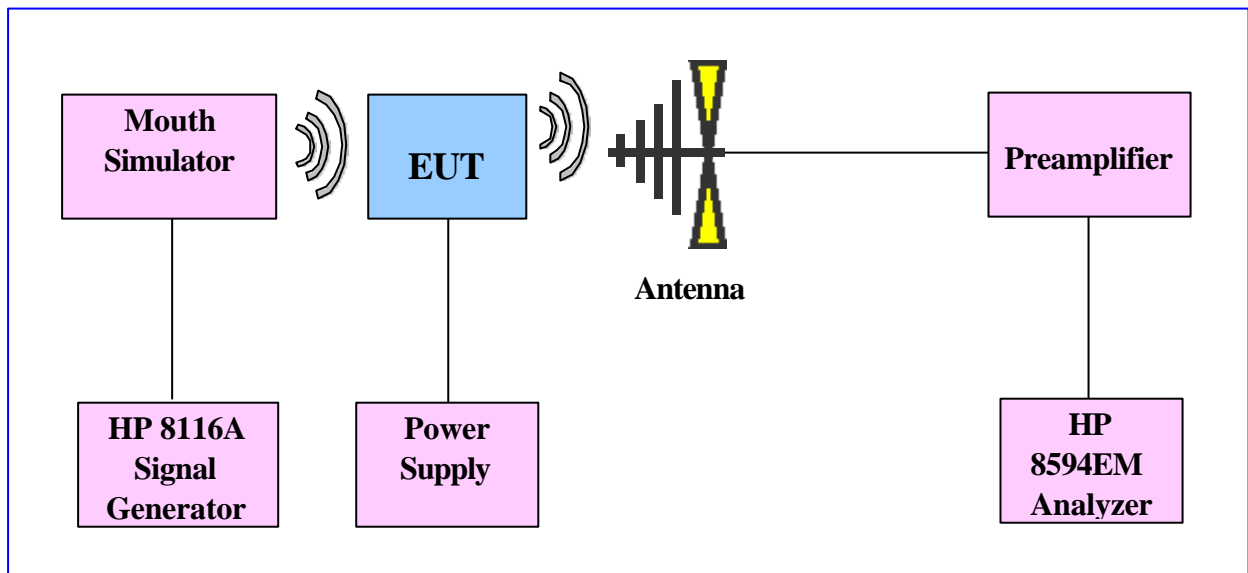 Mouth
Simulator
EUT
Preamplifier
Antenna
HP 8116A
Signal
Generator
Power
Supply
HP
8594EM
Analyzer